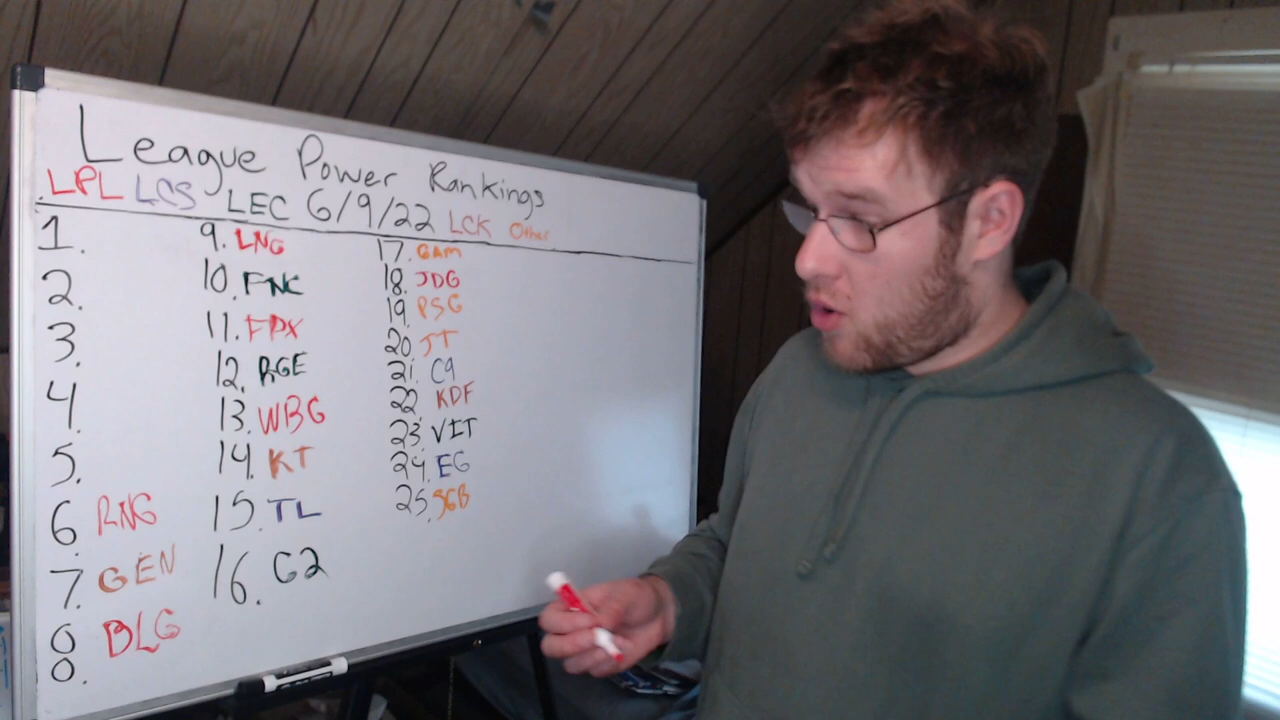 League Power Rankings
LPL LCS LEC 6/9/22 LCK Other
1.
2.
3.
4.
5.
6. RNG
7. GEN
8. BLG
9. LNG
10. FNC
11. FPX
12. RGE
13. WBG
14. KT
15. TL
16. G2
17. GAM
18. JDG
19. PSG
20. JT
21. C9
22. KDF
23. VIT
24. EG
25. SGB